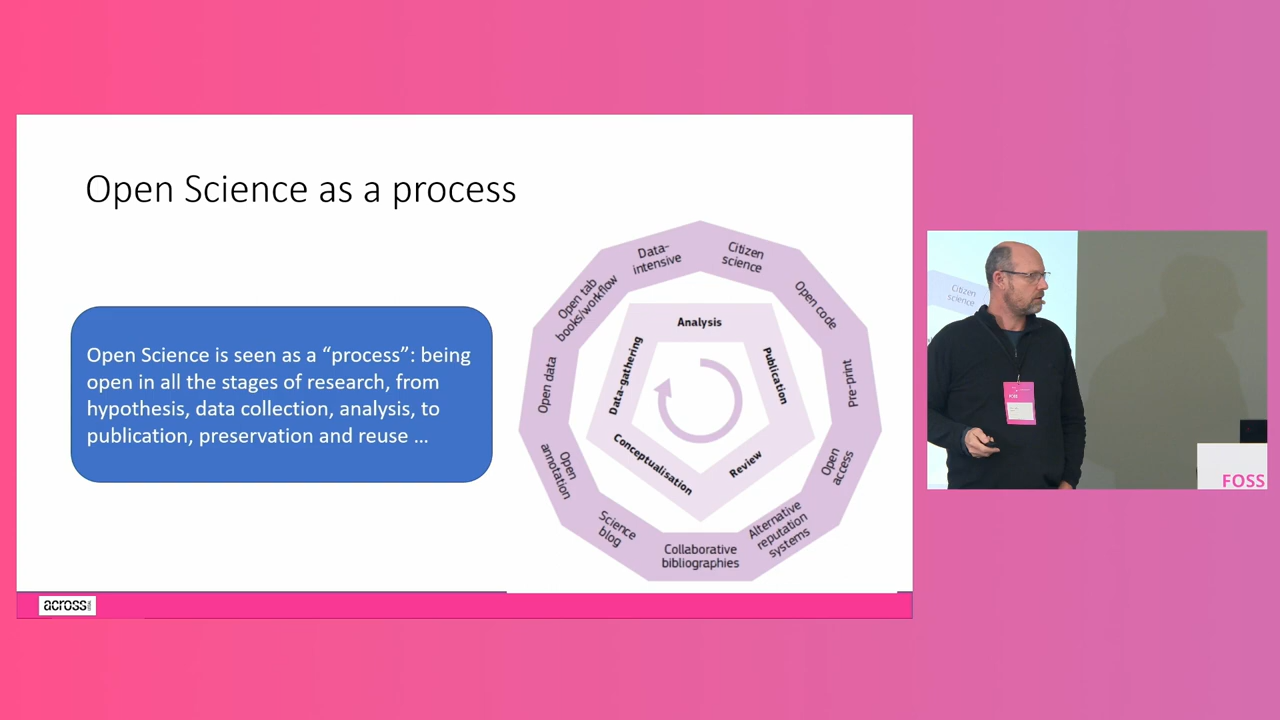 Open Science as a process
Open Science is seen as a “process”: being
open in all the stages of research, from
hypothesis, data collection, analysis, to
publication, preservation and reuse ...
Data-
intensive
Citizen
science
Open code
Pre-print
Open
access
Alternative
reputation
systems
Collaborative
bibliographies
Science
blog
Open
annotation
Open data
Open tab
books/workflow
Analysis
Publication
Review
Conceptualisation
Data-gathering
across
Citizen
science
FOSS